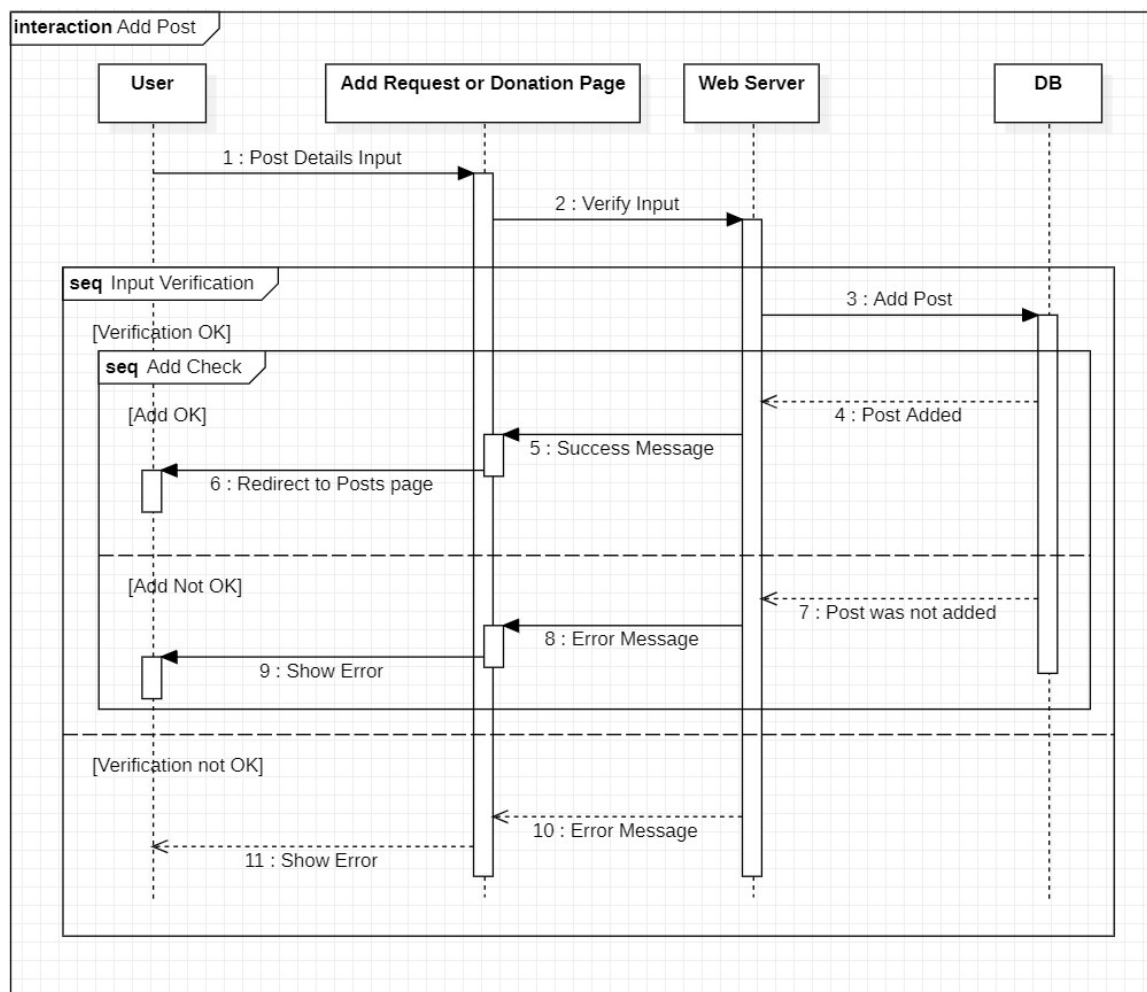 interaction Add Post
User
Add Request or Donation Page
Web Server
DB
1 : Post Details Input
2 : Verify Input
seq Input Verification
3 : Add Post
[Verification OK]
seq Add Check
[Add OK]
4 : Post Added
5 : Success Message
6 : Redirect to Posts page
[Add Not OK]
7 : Post was not added
8 : Error Message
9 : Show Error
[Verification not OK]
10 : Error Message
11 : Show Error